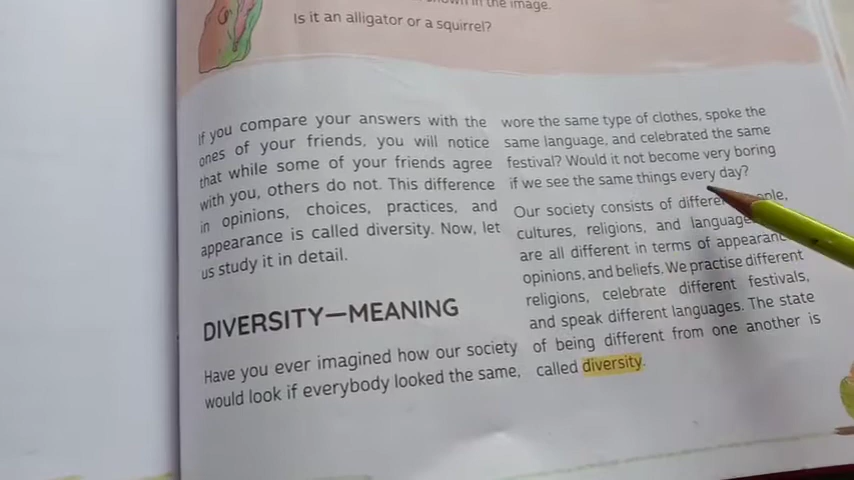 shown in the image.
Is it an alligator or a squirrel?
If you compare your answers with the
ones of your friends, you will notice
that while some of your friends agree
with you, others do not. This difference
in opinions, choices, practices, and
appearance is called diversity. Now, let
us study it in detail.
DIVERSITY—MEANING
Have you ever imagined how our society
would look if everybody looked the same,
wore the same type of clothes, spoke the
same language, and celebrated the same
festival? Would it not become very boring
if we see the same things every day?
Our society consists of different people,
cultures, religions, and language
are all different in terms of appearance
opinions, and beliefs. We practise different
religions, celebrate different festivals,
and speak different languages. The state
of being different from one another is
called diversity.